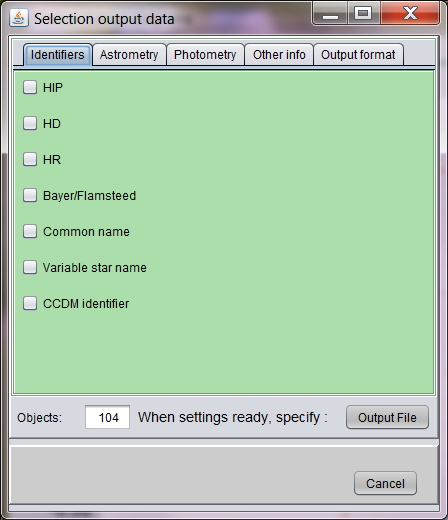 Selection output data
Identifiers Astrometry Photometry Other info Output format
HIP
HD
HR
Bayer/Flamsteed
Common name
Variable star name
CCDM identifier
Objects: 104 When settings ready, specify : Output File
Cancel